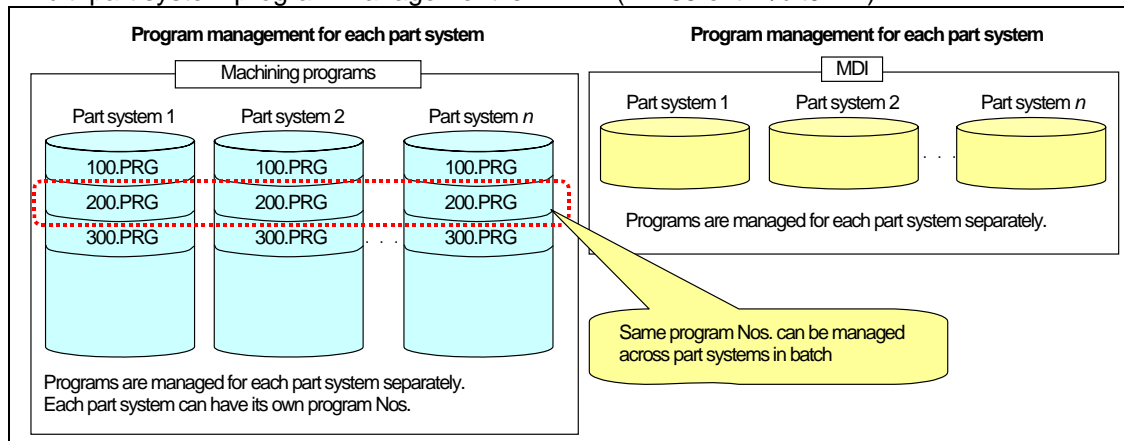 Program management for each part system
Machining programs
Part system 1
Part system 2
Part system n
100.PRG
100.PRG
100.PRG
200.PRG
200.PRG
200.PRG
300.PRG
300.PRG
. . .
300.PRG
Programs are managed for each part system separately.
Each part system can have its own program Nos.
Program management for each part system
MDI
Part system 1
Part system 2
Part system n
. . .
Programs are managed for each part system separately.
Same program Nos. can be managed
across part systems in batch